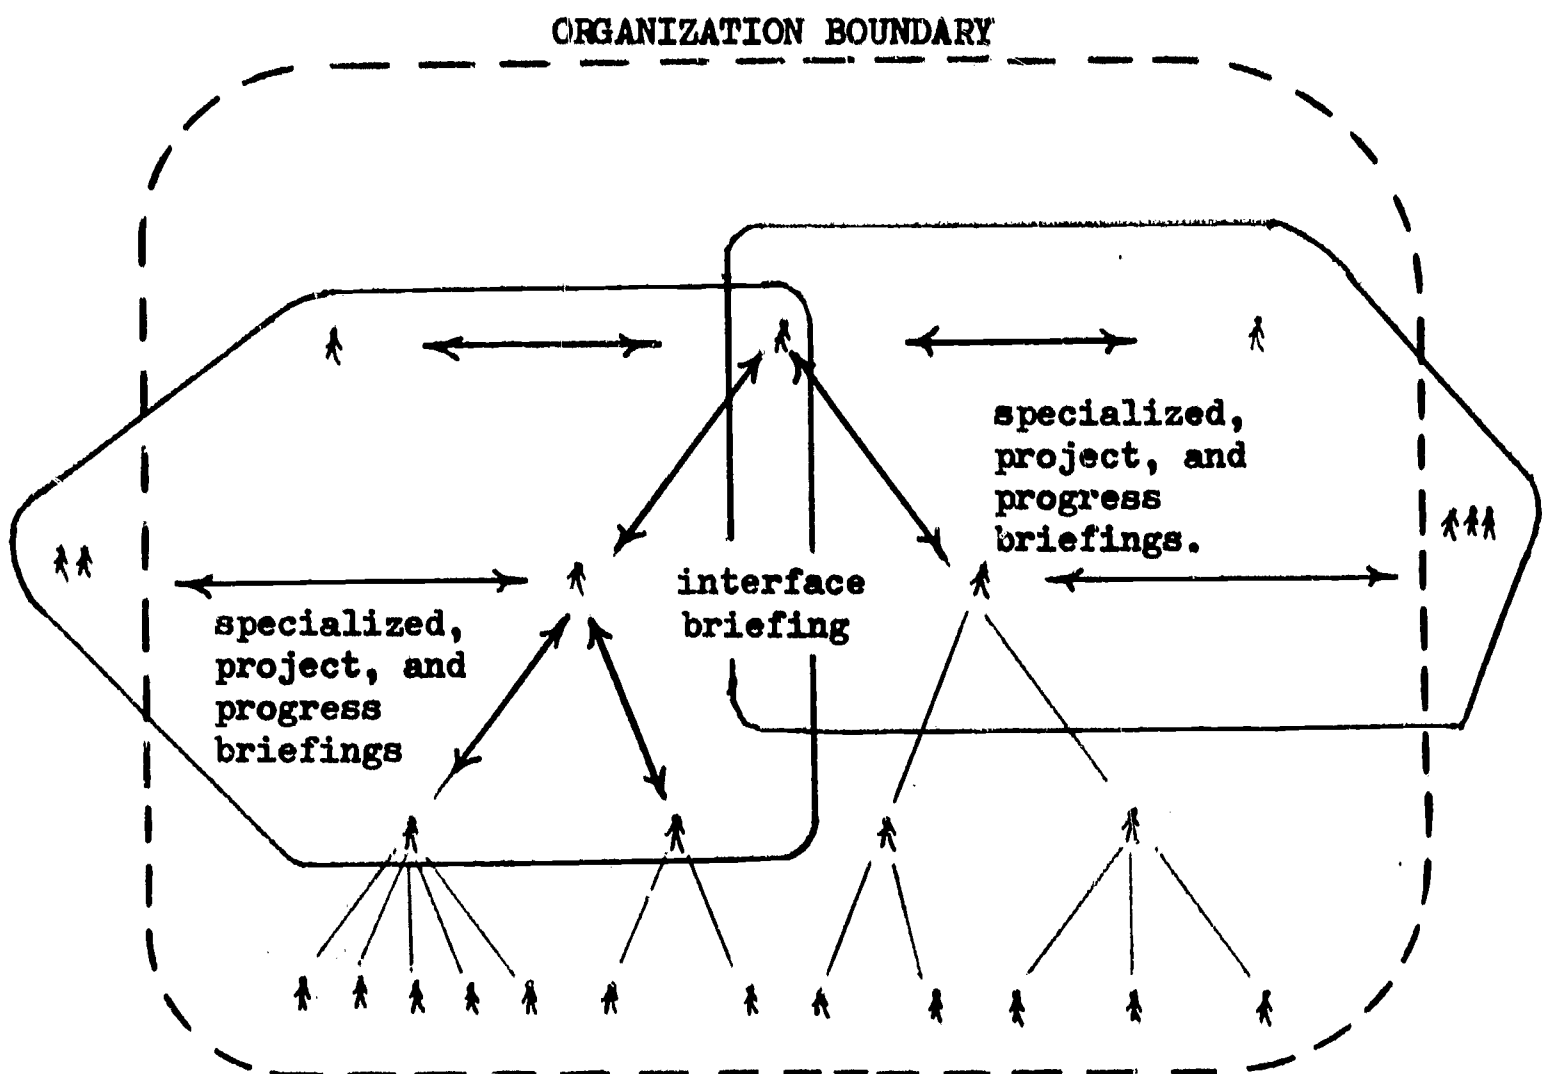 ORGANIZATION BOUNDARY
specialized,
project, and
progress
briefings.
interface
briefing
specialized,
project, and
progress
briefings